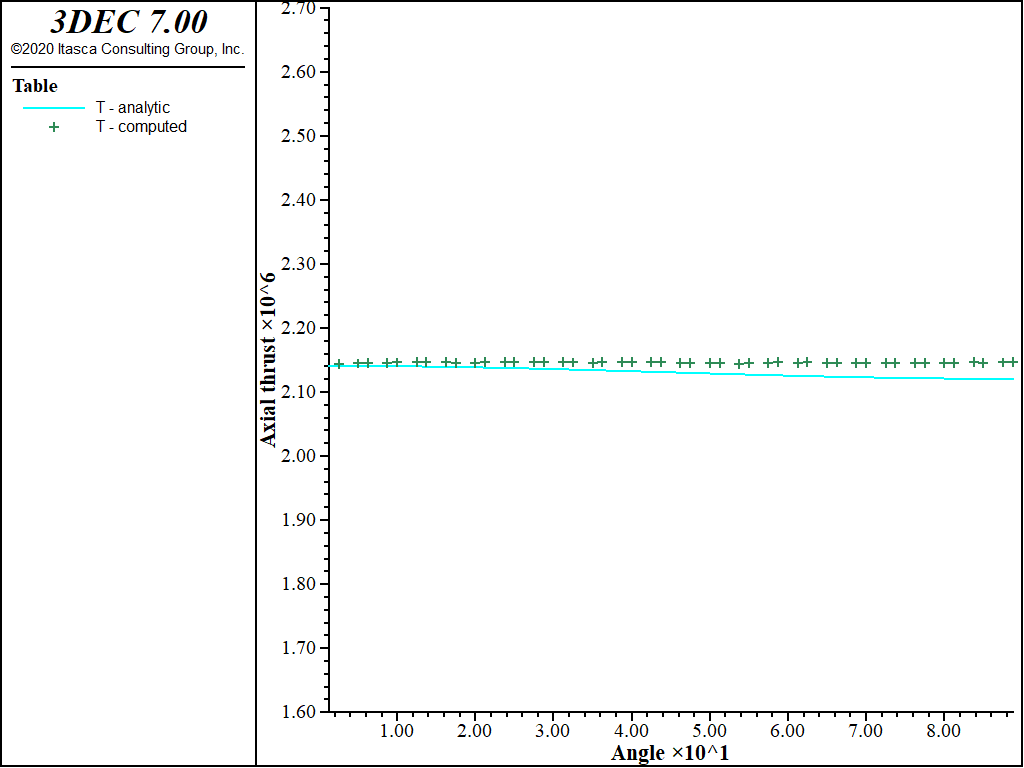 3DEC 7.00
©2020 Itasca Consulting Group, Inc.
Table
T - analytic
T - computed
2.70
2.60
2.50
2.40
2.30
2.20
2.10
2.00
1.90
1.80
1.70
1.60
Axial thrust ×10^6
1.00 2.00 3.00 4.00 5.00 6.00 7.00 8.00
Angle ×10^1